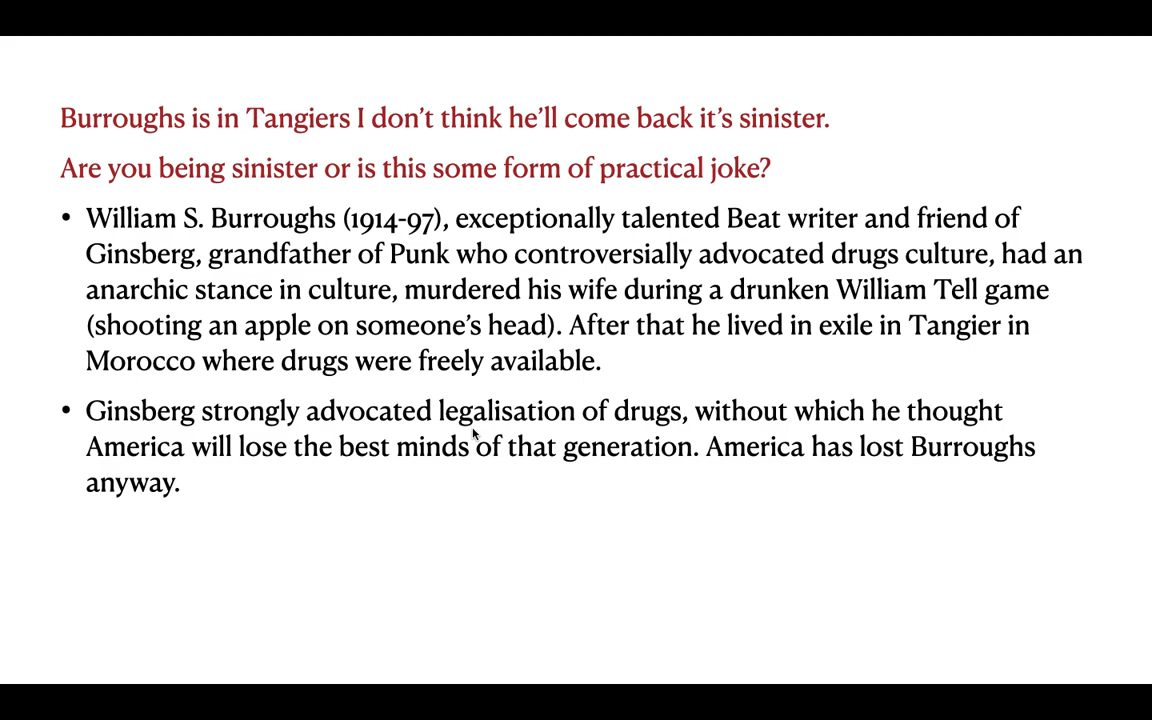 Burroughs is in Tangiers I don’t think he’ll come back it’s sinister.
Are you being sinister or is this some form of practical joke?
• William S. Burroughs (1914-97), exceptionally talented Beat writer and friend of
Ginsberg, grandfather of Punk who controversially advocated drugs culture, had an
anarchic stance in culture, murdered his wife during a drunken William Tell game
(shooting an apple on someone’s head). After that he lived in exile in Tangier in
Morocco where drugs were freely available.
• Ginsberg strongly advocated legalisation of drugs, without which he thought
America will lose the best minds of that generation. America has lost Burroughs
anyway.